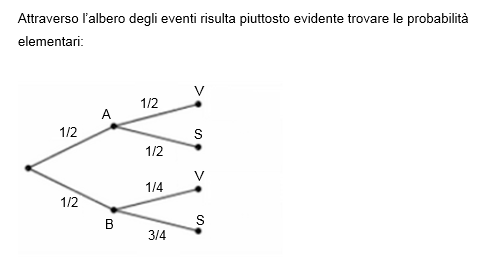 Attraverso l'albero degli eventi risulta piuttosto evidente trovare le probabilità
elementari:
V
1/2
A
1/2
S
1/2
V
1/4
1/2
S
B
3/4